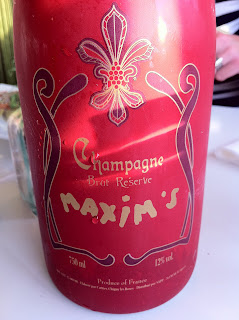 Champagne
Brut Reserve
MAXiM'S
750 ml 12% vol
Produce of France